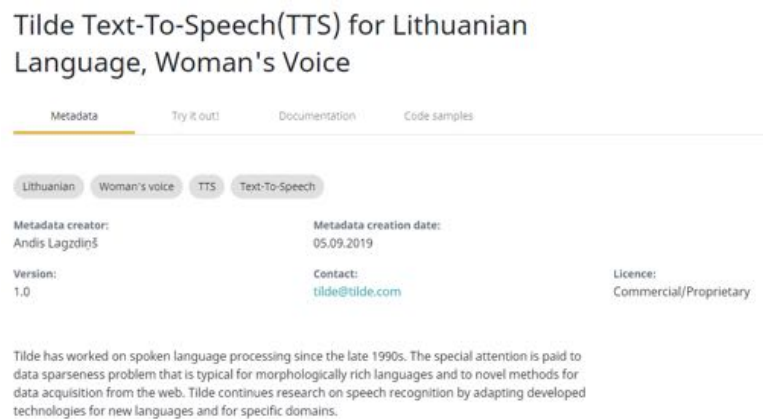 Tilde Text-To-Speech(TTS) for Lithuanian
Language, Woman's Voice
Metadata Try it out! Documentation Code samples
Lithuanian Woman's voice TTS Text-To-Speech
Metadata creator: Metadata creation date:
Andis Lagzdiņš 05.09.2019
Version: Contact: Licence:
1.0 tilde@tilde.com Commercial/Proprietary
Tilde has worked on spoken language processing since the late 1990s. The special attention is paid to
data sparseness problem that is typical for morphologically rich languages and to novel methods for
data acquisition from the web. Tilde continues research on speech recognition by adapting developed
technologies for new languages and for specific domains.